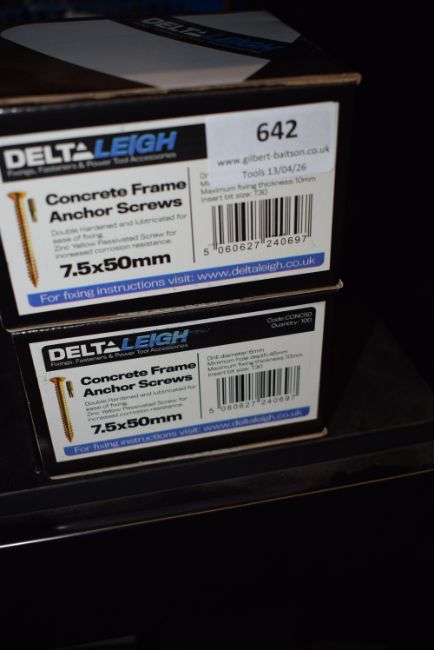 DELTA LEIGH
Fixings, Fasteners & Power Tool Accessories
642
www.gilbert-baitson.co.uk
Tools 13/04/26
Concrete Frame
Anchor Screws
Double Hardened and lubricated for
ease of fixing.
Zinc Yellow Passivated Screw for
increased corrosion resistance.
7.5x50mm
Maximum fixing thickness: 10mm
Insert bit size: T30
5 060627 240697
For fixing instructions visit: www.deltaleigh.co.uk
DELTA LEIGH
Fixings, Fasteners & Power Tool Accessories
Code: CONC50
Quantity: 100
Concrete Frame
Anchor Screws
Double Hardened and lubricated for
ease of fixing.
Zinc Yellow Passivated Screw for
increased corrosion resistance.
7.5x50mm
Drill diameter: 6mm
Minimum hole depth: 45mm
Maximum fixing thickness: 10mm
Insert bit size: T30
5 060627 240697
For fixing instructions visit: www.deltaleigh.co.uk